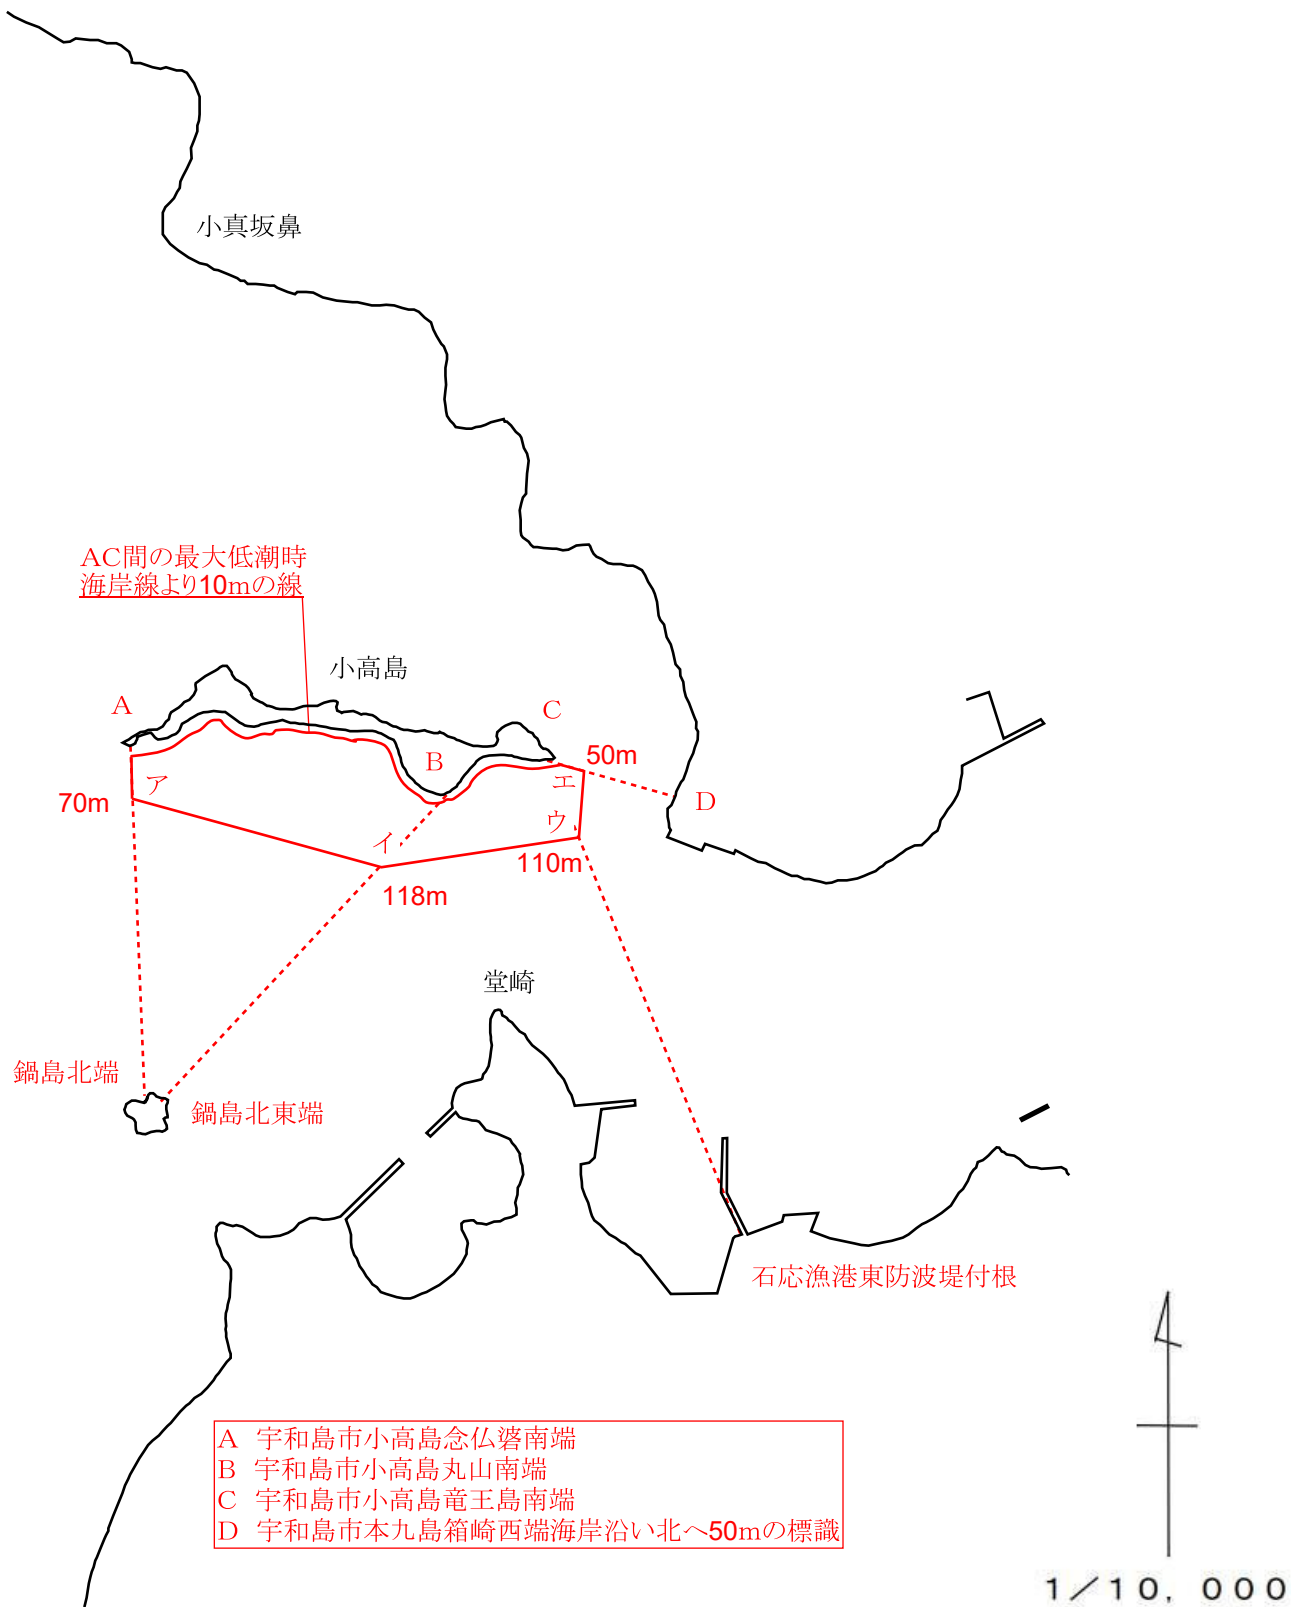 小真坂鼻
AC間の最大低潮時
海岸線より10mの線
小高島
A
C
B
50m
エ
ア
D
70m
ウ
イ
110m
118m
堂崎
鍋島北端
鍋島北東端
石応漁港東防波堤付根
A 宇和島市小高島念仏礬南端
B 宇和島市小高島丸山南端
C 宇和島市小高島竜王島南端
D 宇和島市本九島箱崎西端海岸沿い北へ50mの標識
1/10,000